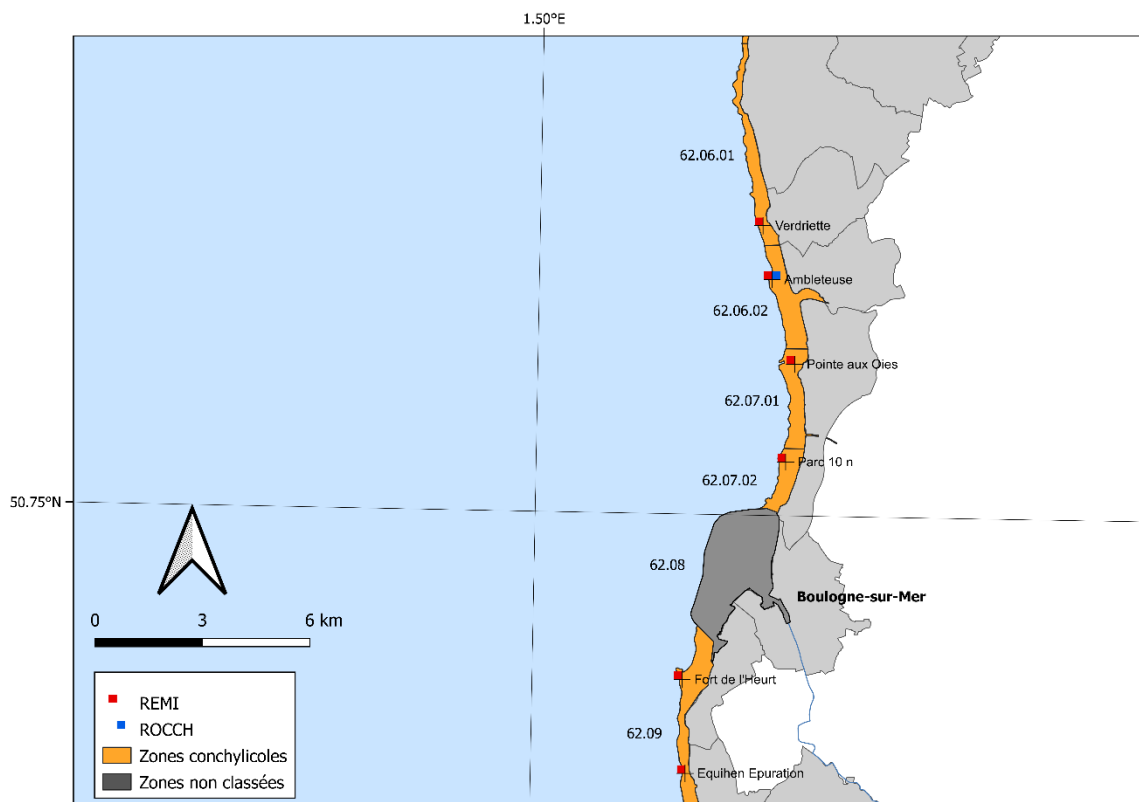 1.50°E
62.06.01
Verdriette
Ambleteuse
62.06.02
Pointe aux Oies
62.07.01
Parc 10 n
62.07.02
50.75°N
62.08
Boulogne-sur-Mer
0 3 6 km
Fort de l'Heurt
REMI
ROCCH
62.09
Zones conchylicoles
Equihen Epuration
Zones non classées